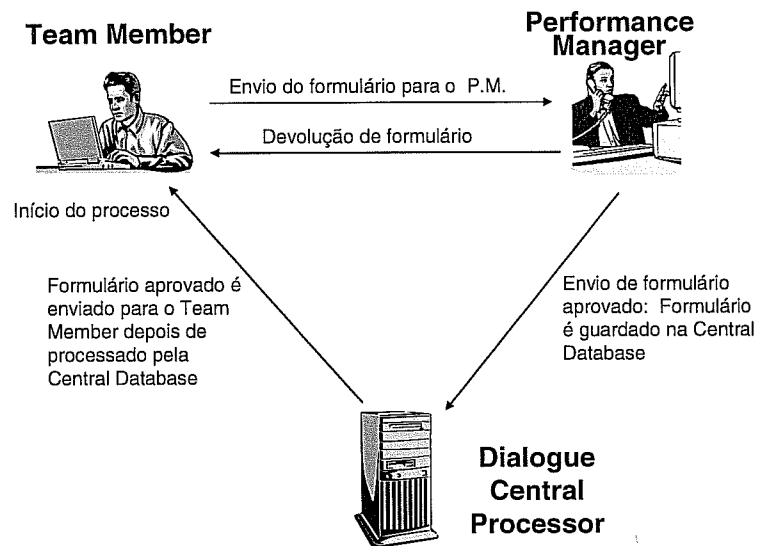 Team Member
Performance
Manager
Envio do formulário para o P.M.
Devolução de formulário
Início do processo
Formulário aprovado é
enviado para o Team
Member depois de
processado pela
Central Database
Envio de formulário
aprovado: Formulário
é guardado na Central
Database
Dialogue
Central
Processor